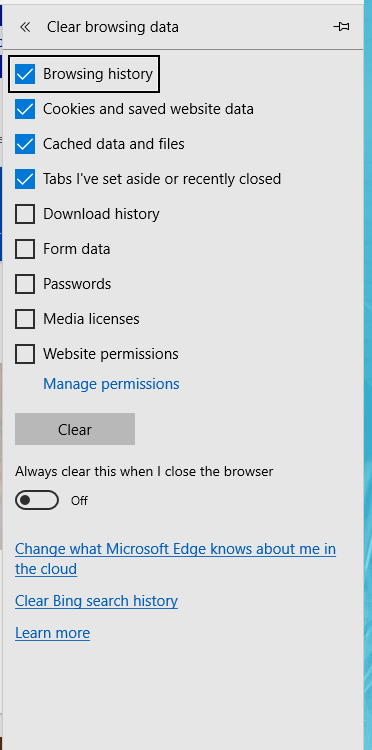 Clear browsing data
Browsing history
Cookies and saved website data
Cached data and files
Tabs I've set aside or recently closed
Download history
Form data
Passwords
Media licenses
Website permissions
Manage permissions
Clear
Always clear this when I close the browser
Off
Change what Microsoft Edge knows about me in
the cloud
Clear Bing search history
Learn more